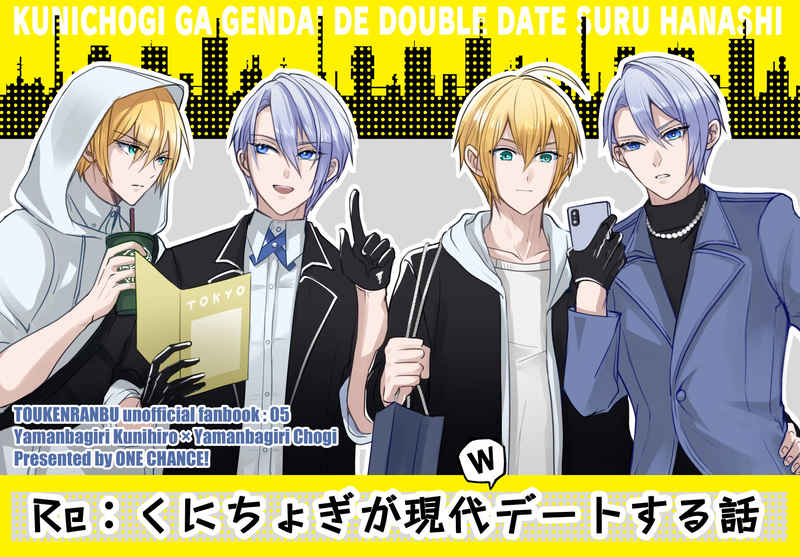 KUNICHOGI GA GENDAI DE DOUBLE DATE SURU HANASHI
TOKYO
TOUKENRANBU unofficial fanbook : 05
Yamanbagiri Kunihiro × Yamanbagiri Chogi
Presented by ONE CHANCE!
W
Re：くにちょぎが現代デートする話